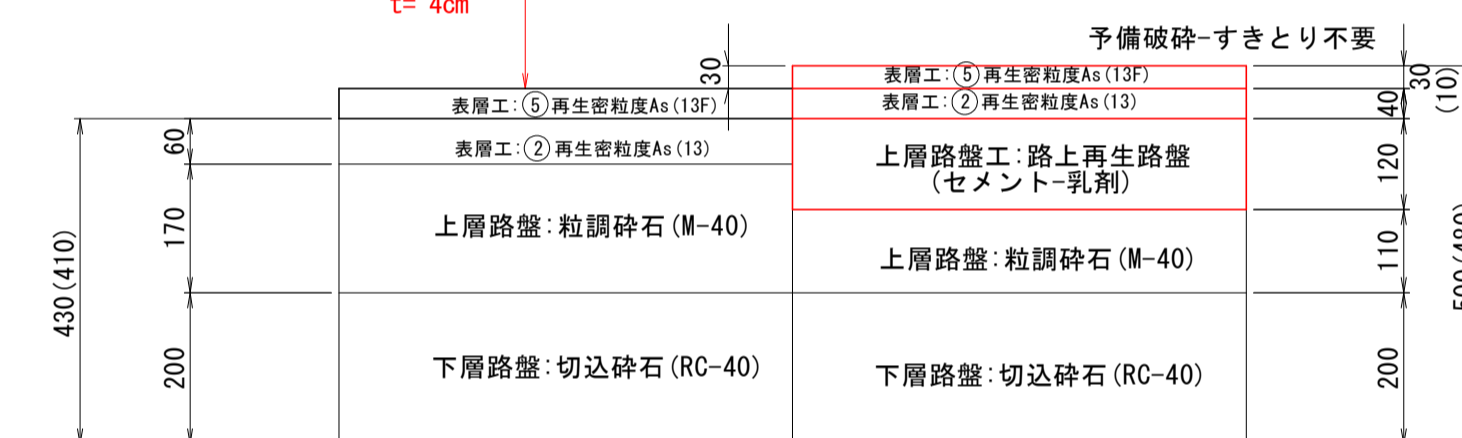 t= 4cm
予備破砕-すきとり不要
30
表層工:⑤再生密粒度As(13F)
30
(10)
表層工:⑤再生密粒度As(13F)
表層工:②再生密粒度As(13)
40
60
表層工:②再生密粒度As(13)
上層路盤工:路上再生路盤
(セメント-乳剤)
120
170
上層路盤:粒調砕石(M-40)
上層路盤:粒調砕石(M-40)
110
430(410)
200
下層路盤:切込砕石(RC-40)
下層路盤:切込砕石(RC-40)
200